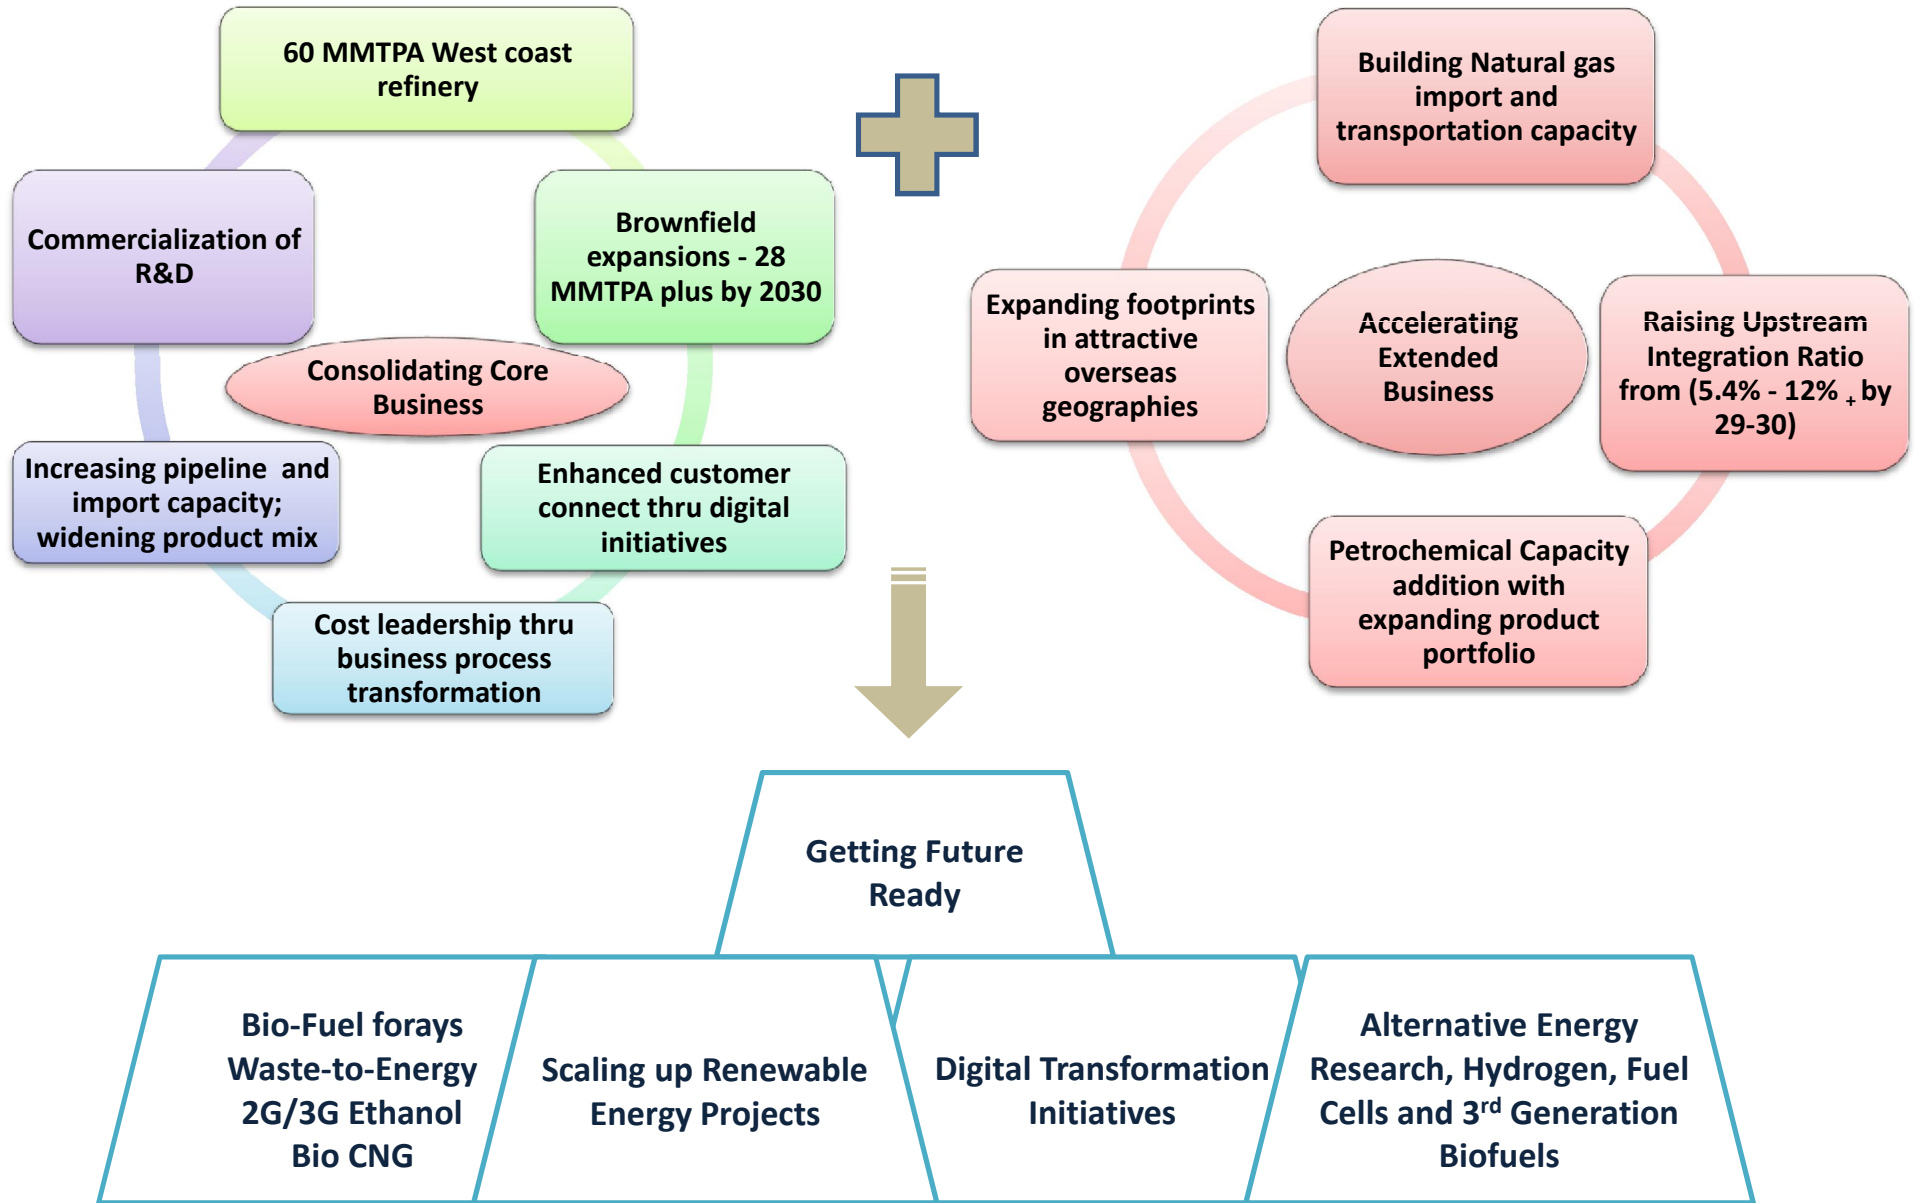 60 MMTPA West coast
refinery
Brownfield
expansions - 28
MMTPA plus by 2030
Enhanced customer
connect thru digital
initiatives
Cost leadership thru
business process
transformation
Increasing pipeline and
import capacity;
widening product mix
Commercialization of
R&D
Consolidating Core
Business
Building Natural gas
import and
transportation capacity
Raising Upstream
Integration Ratio
from (5.4% - 12% + by
29-30)
Petrochemical Capacity
addition with
expanding product
portfolio
Expanding footprints
in attractive
overseas
geographies
Accelerating
Extended
Business
Getting Future
Ready
Bio-Fuel forays
Waste-to-Energy
2G/3G Ethanol
Bio CNG
Scaling up Renewable
Energy Projects
Digital Transformation
Initiatives
Alternative Energy
Research, Hydrogen, Fuel
Cells and 3rd Generation
Biofuels